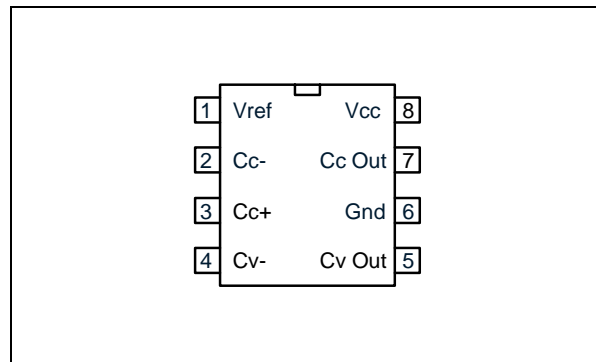 1 Vref Vcc 8
2 Cc- Cc Out 7
3 Cc+ Gnd 6
4 Cv- Cv Out 5